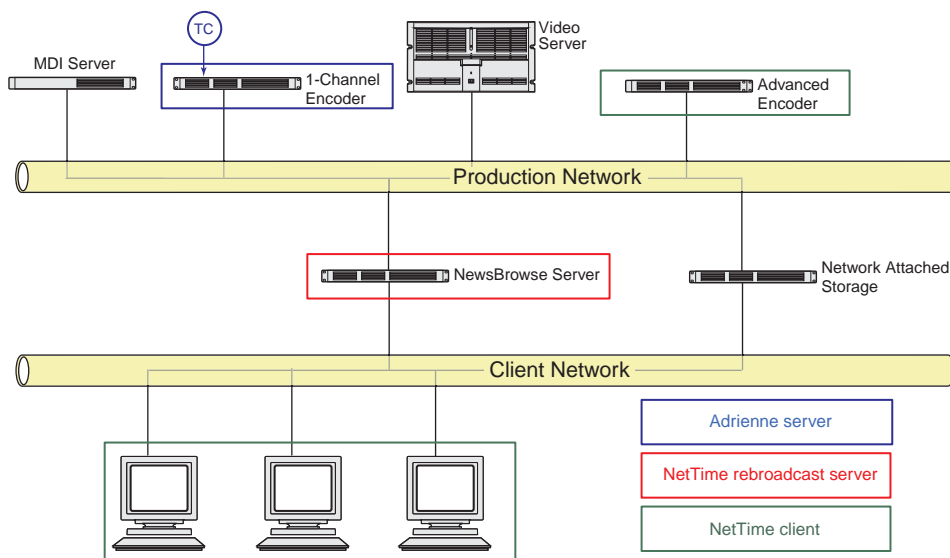 TC
Video
Server
MDI Server
1-Channel
Encoder
Advanced
Encoder
Production Network
NewsBrowse Server
Network Attached
Storage
Client Network
Adrienne server
NetTime rebroadcast server
NetTime client